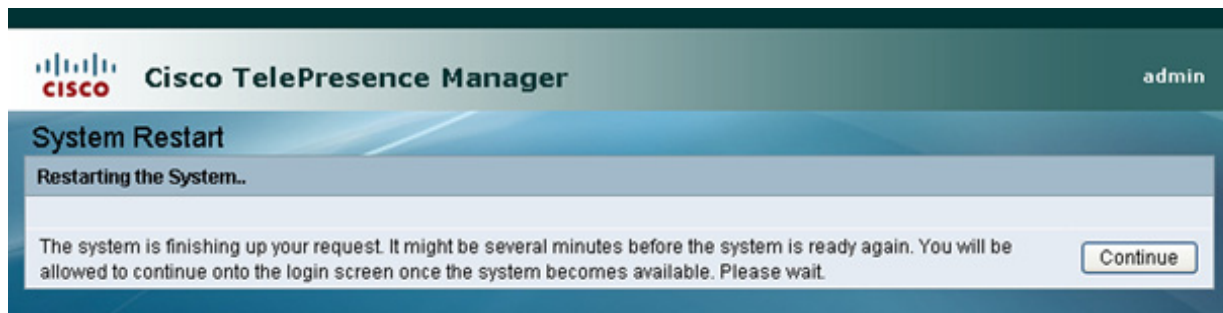 CISCO
Cisco TelePresence Manager
admin
System Restart
Restarting the System..
The system is finishing up your request. It might be several minutes before the system is ready again. You will be
allowed to continue onto the login screen once the system becomes available. Please wait.
Continue